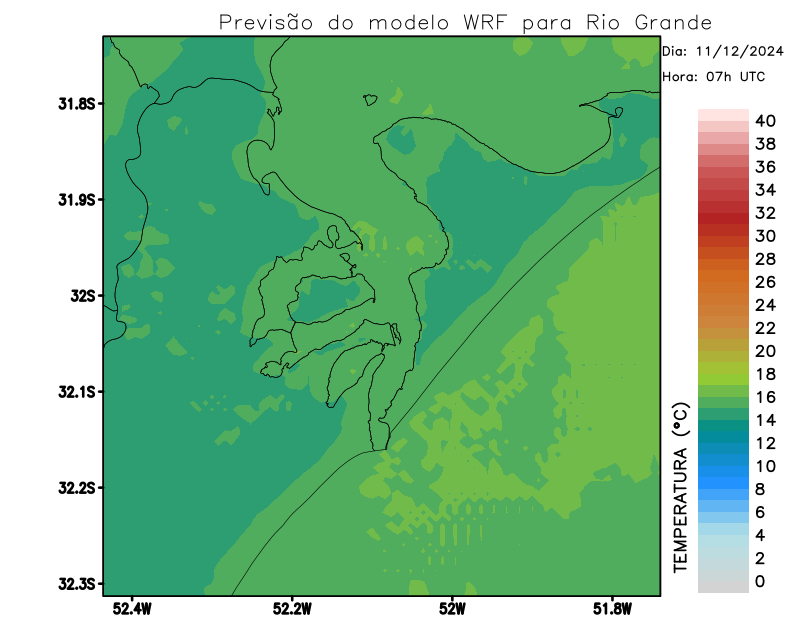 Previsão do modelo WRF para Rio Grande
Dia: 11/12/2024
Hora: 07h UTC
31.8S
31.9S
32S
32.1S
32.2S
32.3S
52.4W
52.2W
52W
51.8W
TEMPERATURA (°C)
40
38
36
34
32
30
28
26
24
22
20
18
16
14
12
10
8
6
4
2
0